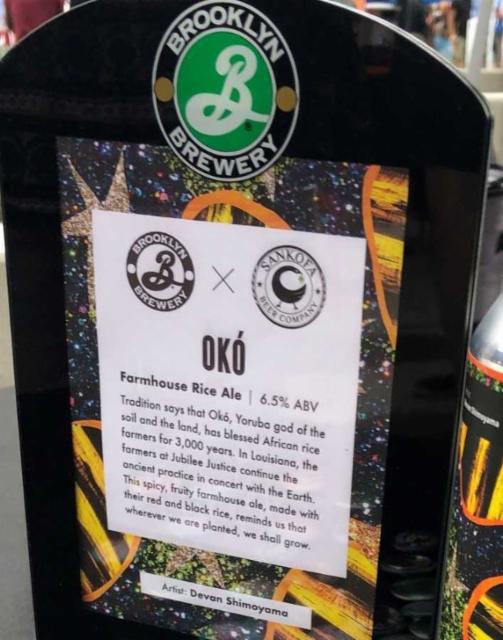 BROOKLYN
B
BREWERY
BROOKLYN
B
BREWERY
X
SANKOFA
BEER COMPANY
OKÓ
Farmhouse Rice Ale | 6.5% ABV
Tradition says that Okó, Yoruba god of the
soil and the land, has blessed African rice
farmers for 3,000 years. In Louisiana, the
farmers at Jubilee Justice continue the
ancient practice in concert with the Earth.
This spicy, fruity farmhouse ale, made with
their red and black rice, reminds us that
wherever we are planted, we shall grow.
Artist: Devan Shimoyama
Shimoyama